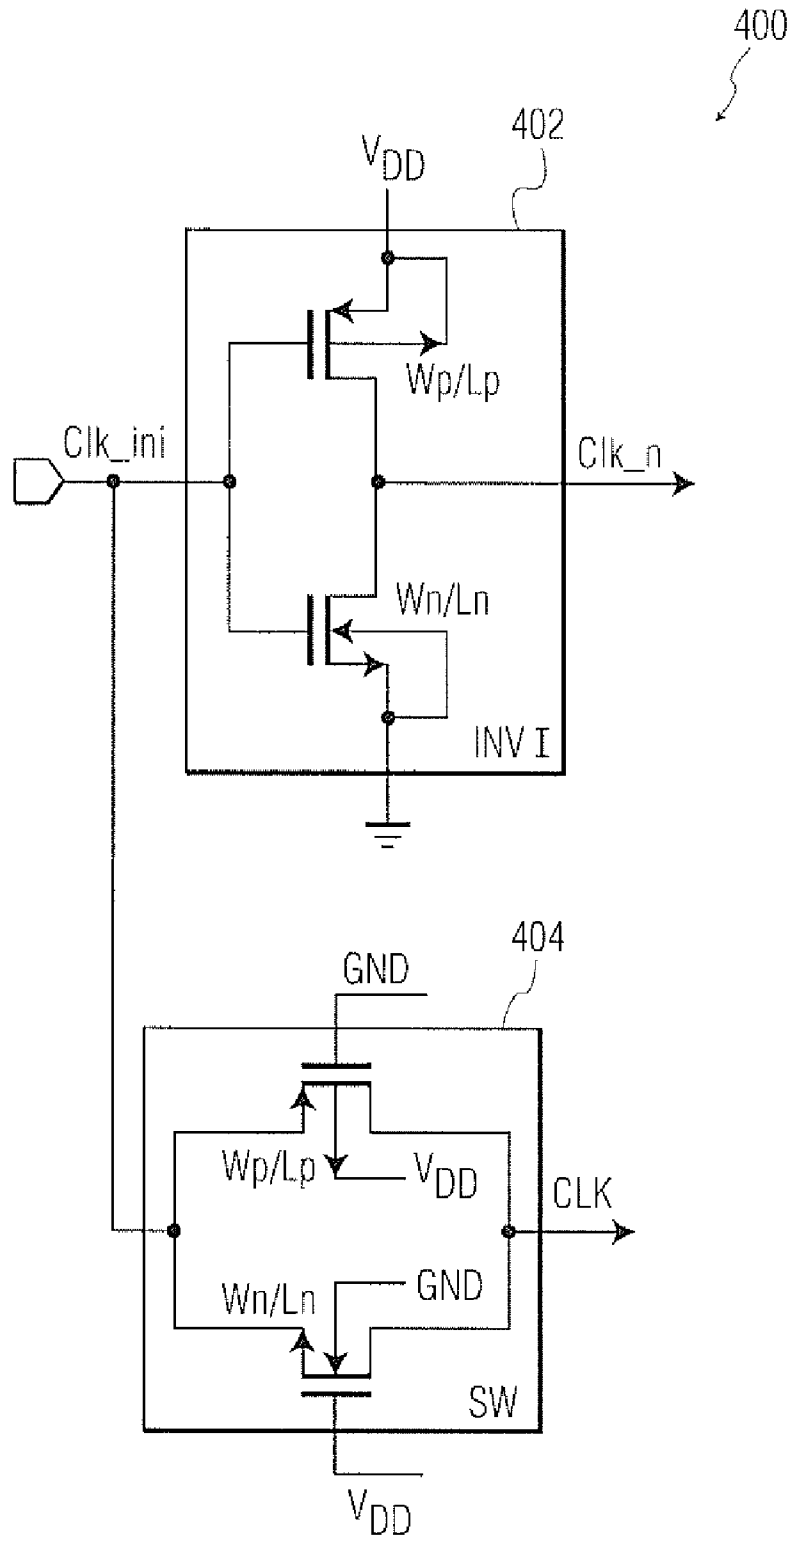 400
402
VDD
Wp/Lp
Clk_ini
Clk_n
Wn/Ln
INV I
404
GND
Wp/Lp
VDD
CLK
Wn/Ln
GND
SW
VDD